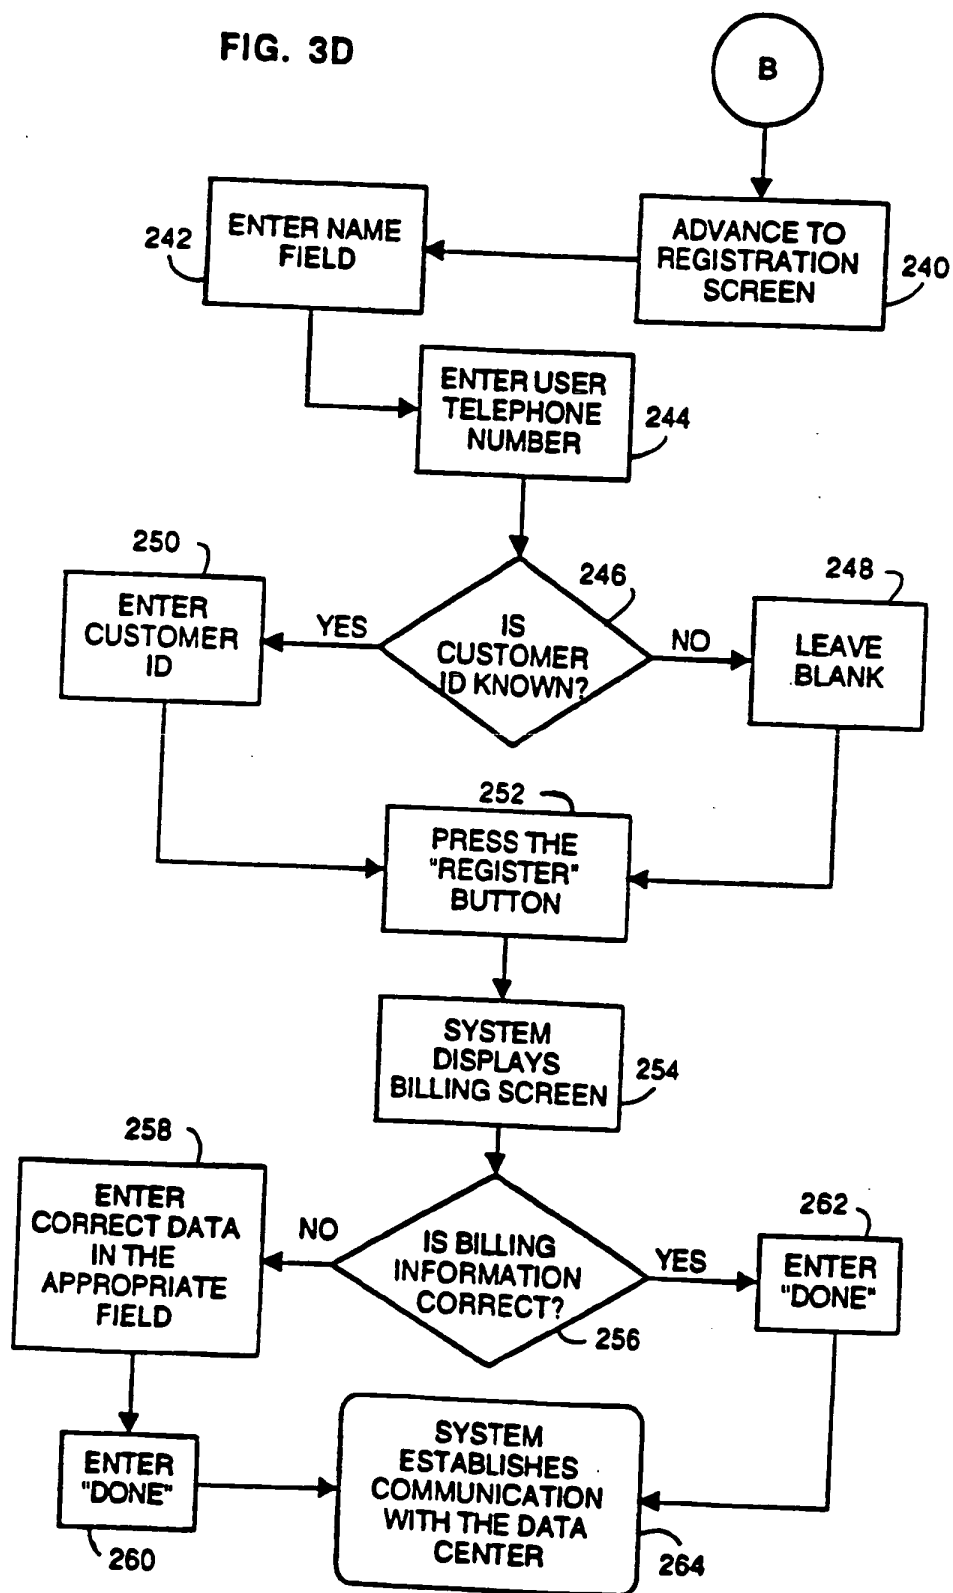 FIG. 3D
B
ADVANCE TO
REGISTRATION
SCREEN
240
ENTER NAME
FIELD
242
ENTER USER
TELEPHONE
NUMBER
244
IS
CUSTOMER
ID KNOWN?
246
YES
NO
250
ENTER
CUSTOMER
ID
248
LEAVE
BLANK
252
PRESS THE
"REGISTER"
BUTTON
SYSTEM
DISPLAYS
BILLING SCREEN
254
IS BILLING
INFORMATION
CORRECT?
256
NO
YES
258
ENTER
CORRECT DATA
IN THE
APPROPRIATE
FIELD
262
ENTER
"DONE"
ENTER
"DONE"
260
SYSTEM
ESTABLISHES
COMMUNICATION
WITH THE DATA
CENTER
264